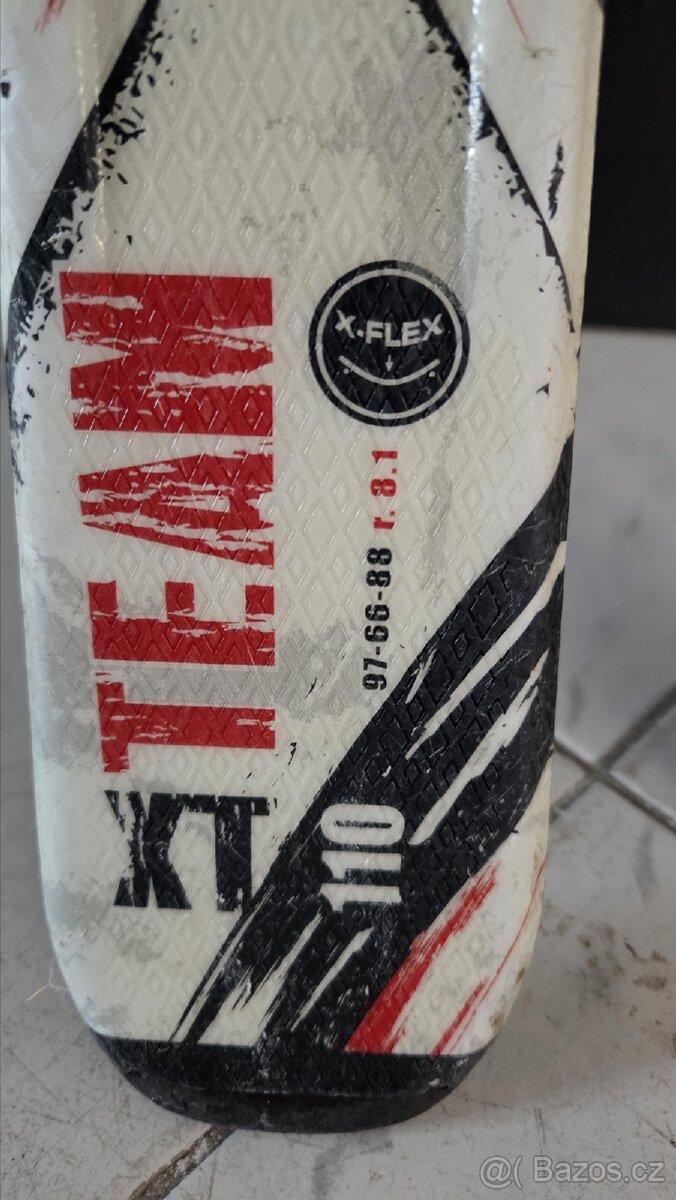 XT TEAM
110
97-66-88 r. 8.1
X-FLEX
@( Bazos.cz